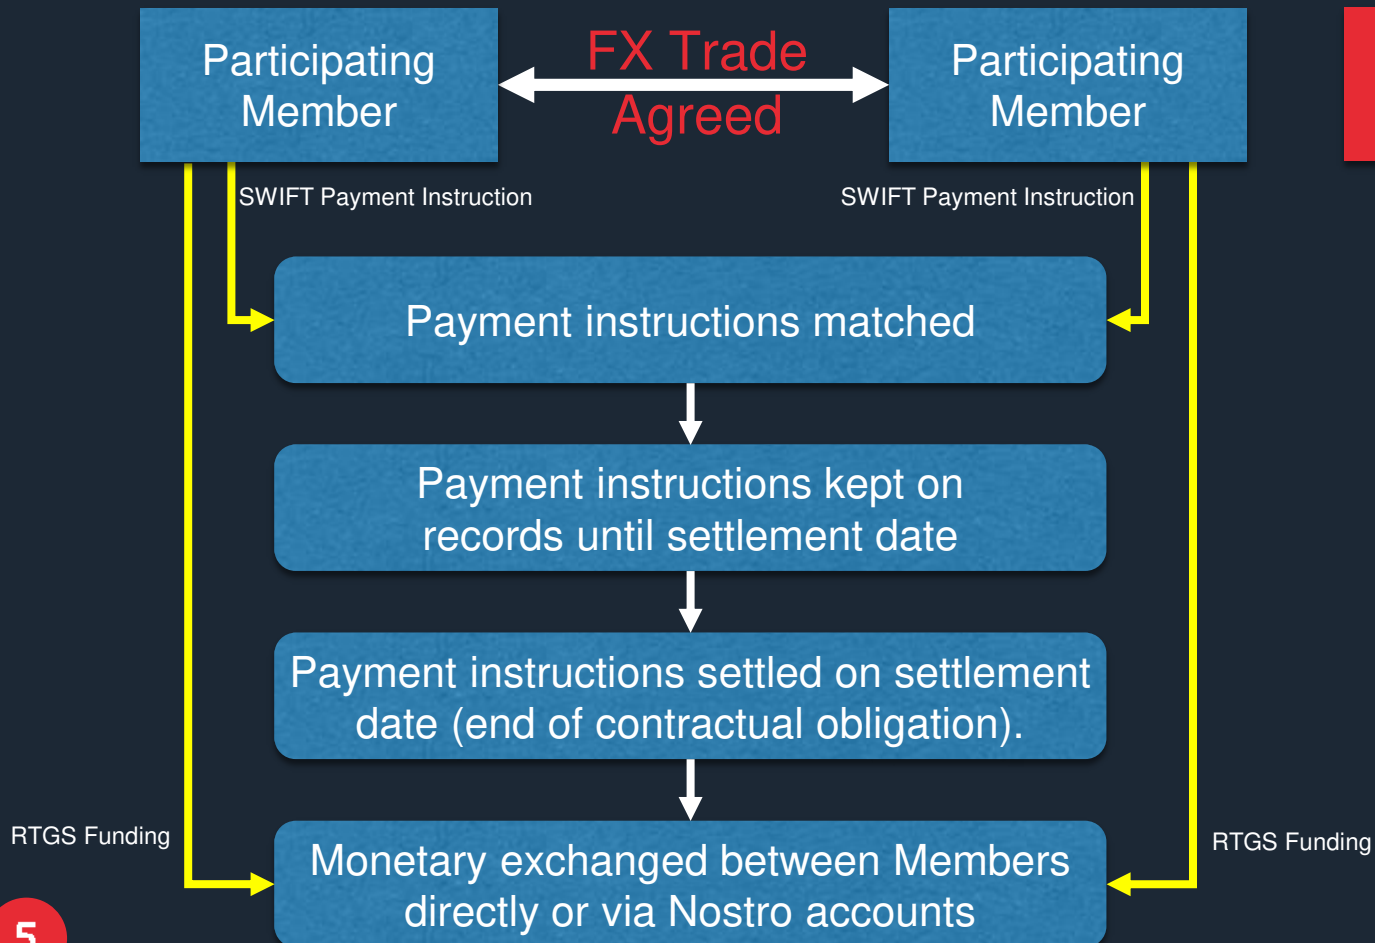 Participating
Member
FX Trade
Agreed
Participating
Member
SWIFT Payment Instruction
SWIFT Payment Instruction
Payment instructions matched
Payment instructions kept on
records until settlement date
Payment instructions settled on settlement
date (end of contractual obligation).
RTGS Funding
RTGS Funding
Monetary exchanged between Members
directly or via Nostro accounts
5